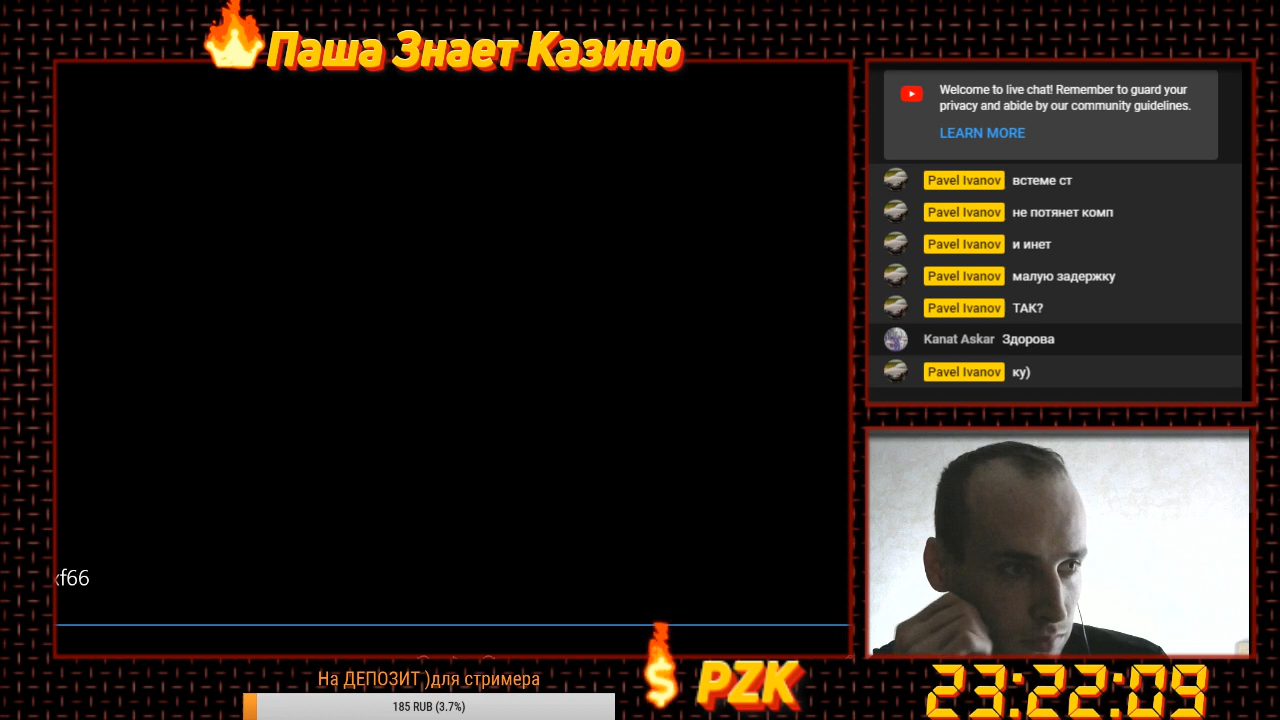 Паша Знает Казино
Welcome to live chat! Remember to guard your
privacy and abide by our community guidelines.
LEARN MORE
Pavel Ivanov встеме ст
Pavel Ivanov не потянет комп
Pavel Ivanov и инет
Pavel Ivanov малую задержку
Pavel Ivanov ТАК?
Kanat Askar Здорова
Pavel Ivanov ку)
f66
На ДЕПОЗИТ )для стримера
185 RUB (3.7%)
$ PZK
23:22:09